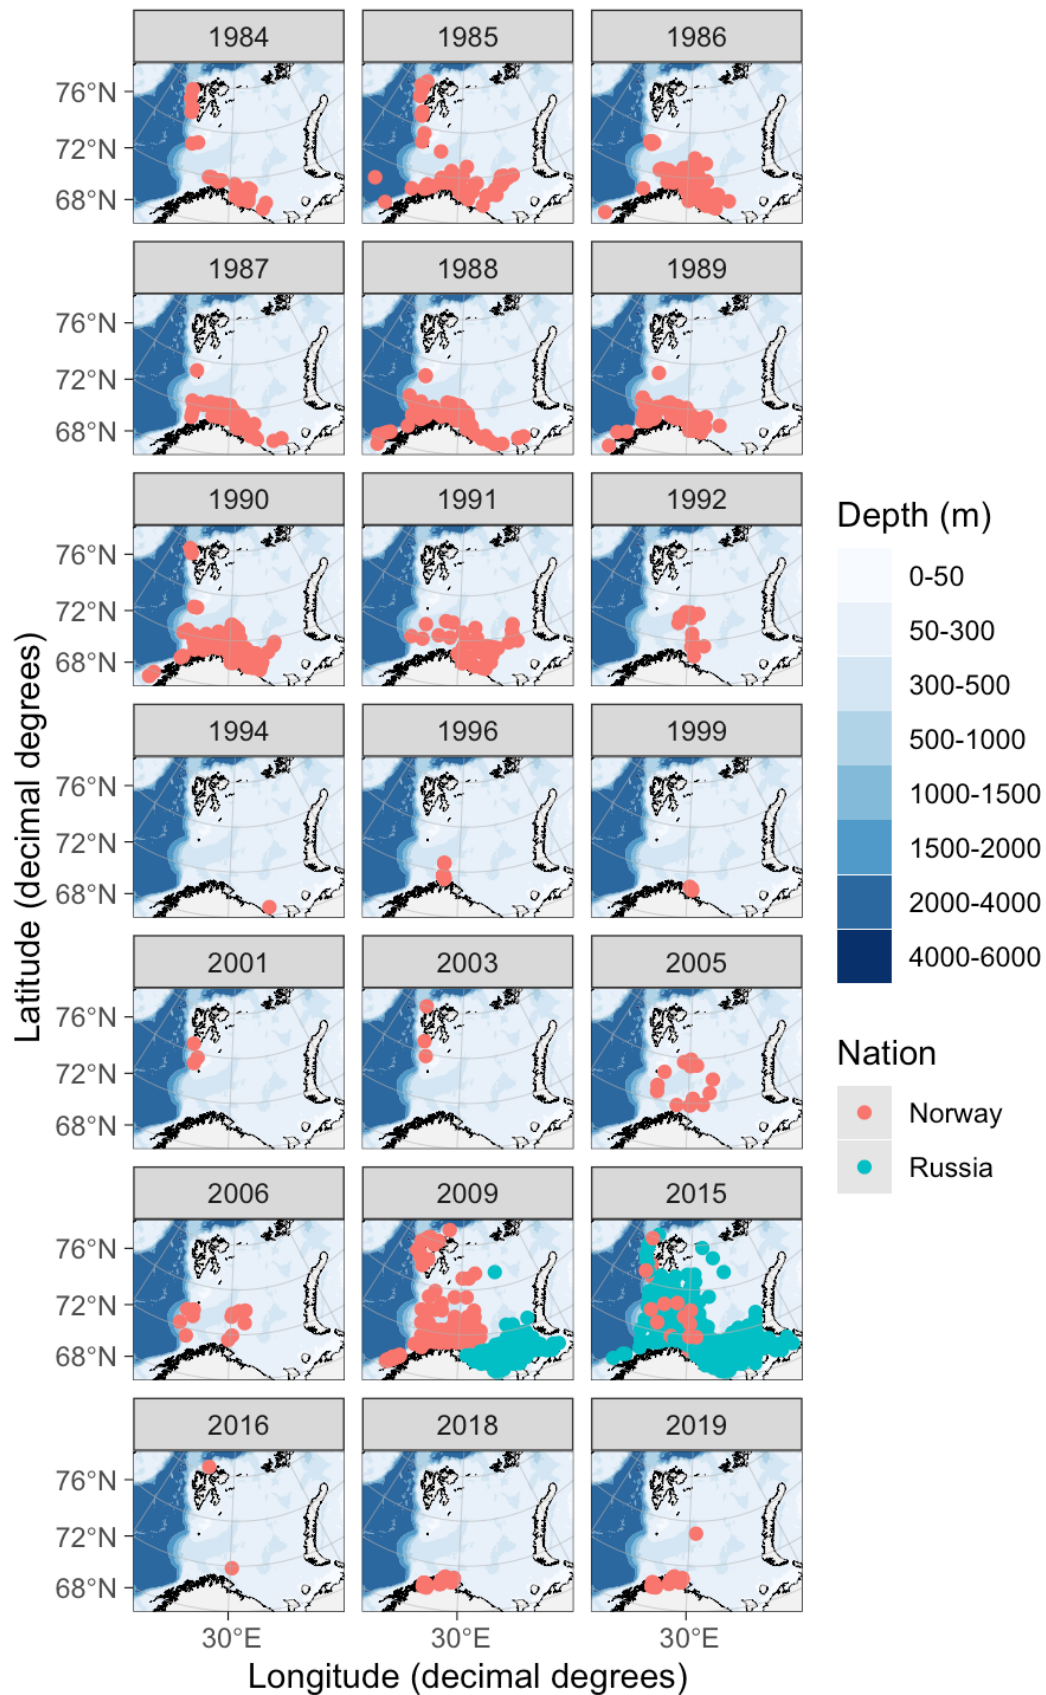 1984 1985 1986
76°N
72°N
68°N
1987 1988 1989
76°N
72°N
68°N
1990 1991 1992
76°N
72°N
68°N
1994 1996 1999
76°N
72°N
68°N
2001 2003 2005
76°N
72°N
68°N
2006 2009 2015
76°N
72°N
68°N
2016 2018 2019
76°N
72°N
68°N
30°E 30°E 30°E
Longitude (decimal degrees)
Latitude (decimal degrees)
Depth (m)
0-50
50-300
300-500
500-1000
1000-1500
1500-2000
2000-4000
4000-6000
Nation
Norway
Russia